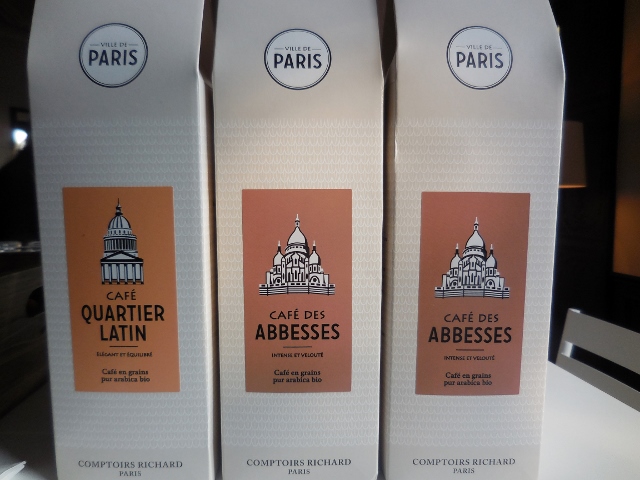 VILLE DE
PARIS
CAFÉ
QUARTIER
LATIN
ÉLÉGANT ET ÉQUILIBRÉ
Café en grains
pur arabica bio
COMPTOIRS RICHARD
PARIS
VILLE DE
PARIS
CAFÉ DES
ABBESSES
INTENSE ET VELOUTÉ
Café en grains
pur arabica bio
COMPTOIRS RICHARD
PARIS
VILLE DE
PARIS
CAFÉ DES
ABBESSES
INTENSE ET VELOUTÉ
Café en grains
pur arabica bio
COMPTOIRS RICHARD
PARIS